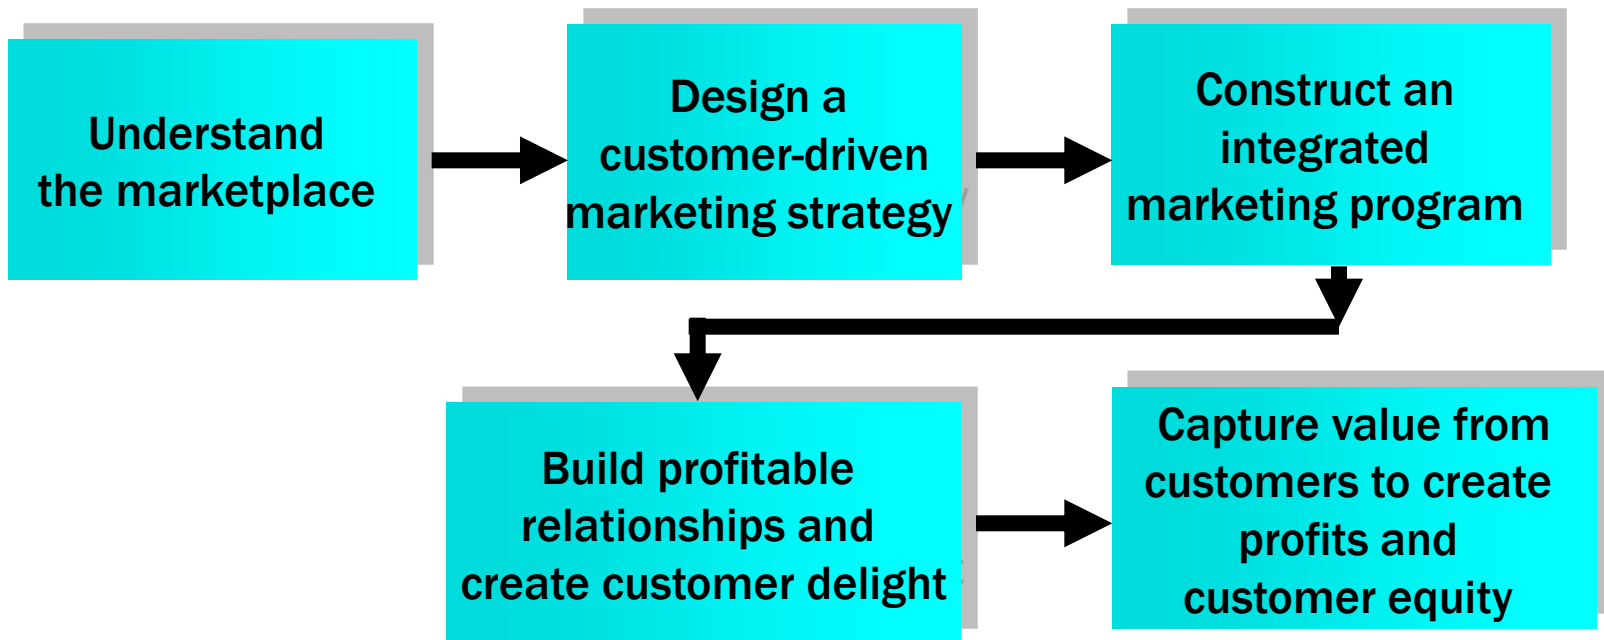 Understand
the marketplace
Design a
customer-driven
marketing strategy
Construct an
integrated
marketing program
Build profitable
relationships and
create customer delight
Capture value from
customers to create
profits and
customer equity